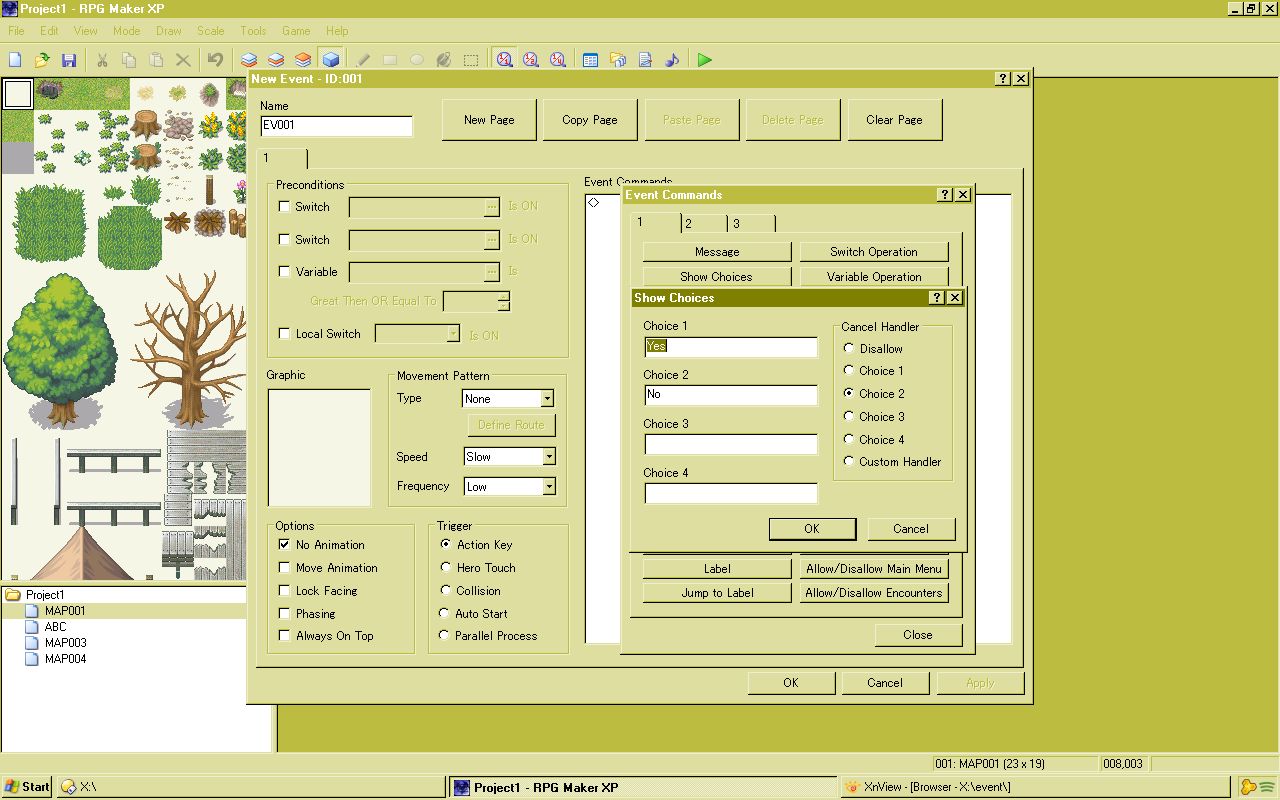 Project1 - RPG Maker XP
File Edit View Mode Draw Scale Tools Game Help
New Event - ID:001
Name
EV001
New Page
Copy Page
Paste Page
Delete Page
Clear Page
1
Preconditions
Switch
Is ON
Switch
Is ON
Variable
Is
Great Then OR Equal To
Local Switch
Is ON
Graphic
Movement Pattern
Type
None
Define Route
Speed
Slow
Frequency
Low
Options
No Animation
Move Animation
Lock Facing
Phasing
Always On Top
Trigger
Action Key
Hero Touch
Collision
Auto Start
Parallel Process
Event Commands
Event Commands
1 2 3
Message
Switch Operation
Show Choices
Variable Operation
Show Choices
Choice 1
Yes
Choice 2
No
Choice 3
Choice 4
Cancel Handler
Disallow
Choice 1
Choice 2
Choice 3
Choice 4
Custom Handler
OK
Cancel
Label
Allow/Disallow Main Menu
Jump to Label
Allow/Disallow Encounters
Close
OK
Cancel
Apply
Project1
MAP001
ABC
MAP003
MAP004
001: MAP001 (23 x 19)
008,003
Start
X:\
Project1 - RPG Maker XP
XnView - [Browser - X:\event\]